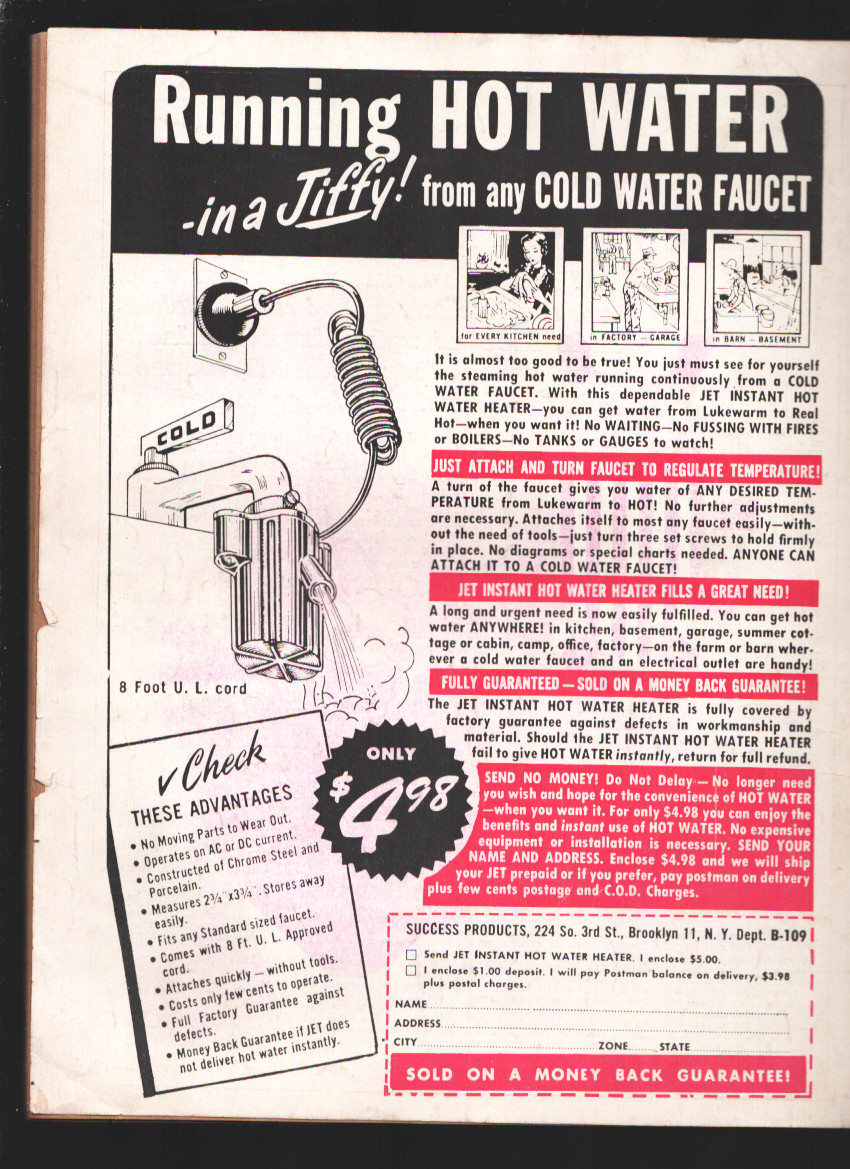 Running HOT WATER
-in a Jiffy! from any COLD WATER FAUCET
for EVERY KITCHEN need
in FACTORY – GARAGE
in BARN – BASEMENT
It is almost too good to be true! You just must see for yourself
the steaming hot water running continuously from a COLD
WATER FAUCET. With this dependable JET INSTANT HOT
WATER HEATER—you can get water from Lukewarm to Real
Hot—when you want it! No WAITING—No FUSSING WITH FIRES
or BOILERS—No TANKS or GAUGES to watch!
JUST ATTACH AND TURN FAUCET TO REGULATE TEMPERATURE!
A turn of the faucet gives you water of ANY DESIRED TEM-
PERATURE from Lukewarm to HOT! No further adjustments
are necessary. Attaches itself to most any faucet easily—with-
out the need of tools—just turn three set screws to hold firmly
in place. No diagrams or special charts needed. ANYONE CAN
ATTACH IT TO A COLD WATER FAUCET!
JET INSTANT HOT WATER HEATER FILLS A GREAT NEED!
A long and urgent need is now easily fulfilled. You can get hot
water ANYWHERE! in kitchen, basement, garage, summer cot-
tage or cabin, camp, office, factory—on the farm or barn wher-
ever a cold water faucet and an electrical outlet are handy!
FULLY GUARANTEED — SOLD ON A MONEY BACK GUARANTEE!
The JET INSTANT HOT WATER HEATER is fully covered by
factory guarantee against defects in workmanship and
material. Should the JET INSTANT HOT WATER HEATER
fail to give HOT WATER instantly, return for full refund.
COLD
8 Foot U. L. cord
ONLY
$4.98
SEND NO MONEY! Do Not Delay — No longer need
you wish and hope for the convenience of HOT WATER
—when you want it. For only $4.98 you can enjoy the
benefits and instant use of HOT WATER. No expensive
equipment or installation is necessary. SEND YOUR
NAME AND ADDRESS. Enclose $4.98 and we will ship
your JET prepaid or if you prefer, pay postman on delivery
plus few cents postage and C.O.D. Charges.
✓ Check
THESE ADVANTAGES
• No Moving Parts to Wear Out.
• Operates on AC or DC current.
• Constructed of Chrome Steel and
Porcelain.
• Measures 2¾"x3¾". Stores away
easily.
• Fits any Standard sized faucet.
• Comes with 8 Ft. U. L. Approved
cord.
• Attaches quickly — without tools.
• Costs only few cents to operate.
• Full Factory Guarantee against
defects.
• Money Back Guarantee if JET does
not deliver hot water instantly.
SUCCESS PRODUCTS, 224 So. 3rd St., Brooklyn 11, N. Y. Dept. B-109
☐ Send JET INSTANT HOT WATER HEATER. I enclose $5.00.
☐ I enclose $1.00 deposit. I will pay Postman balance on delivery, $3.98
plus postal charges.
NAME
ADDRESS
CITY ZONE STATE
SOLD ON A MONEY BACK GUARANTEE!